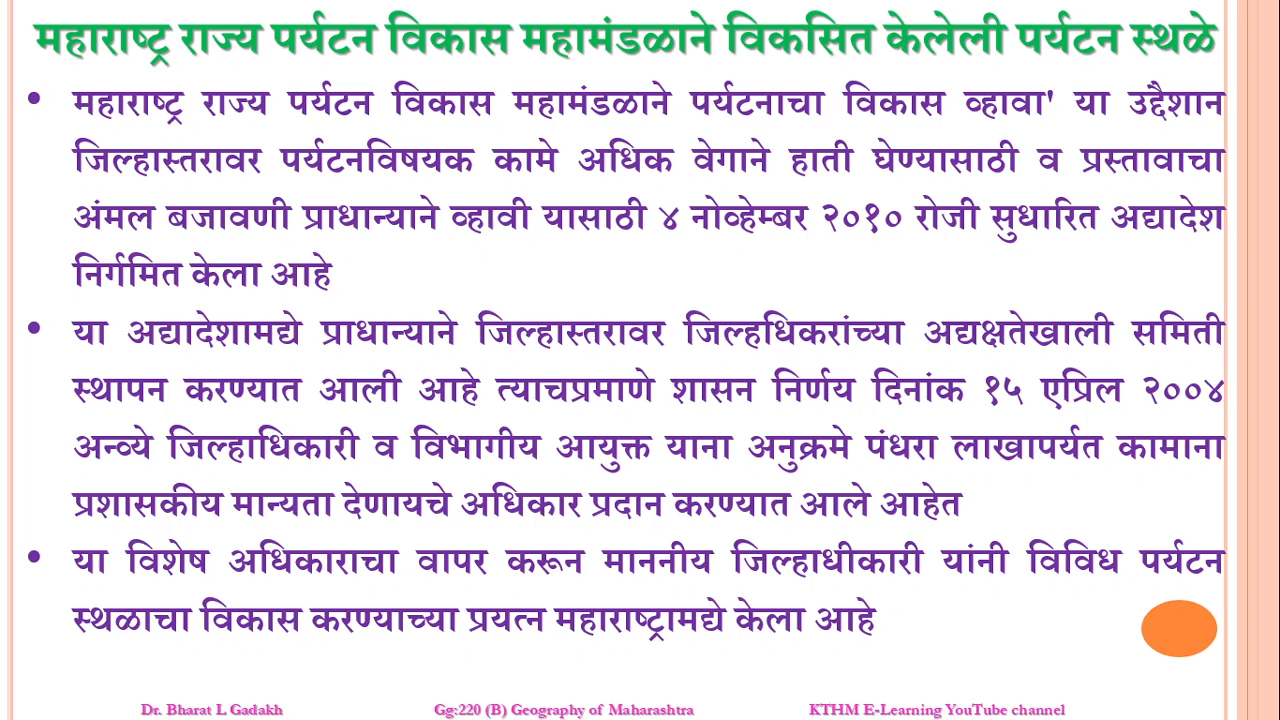 महाराष्ट्र राज्य पर्यटन विकास महामंडळाने विकसित केलेली पर्यटन स्थळे
• महाराष्ट्र राज्य पर्यटन विकास महामंडळाने पर्यटनाचा विकास व्हावा' या उद्दैशान
जिल्हास्तरावर पर्यटनविषयक कामे अधिक वेगाने हाती घेण्यासाठी व प्रस्तावाचा
अंमल बजावणी प्राधान्याने व्हावी यासाठी ४ नोव्हेम्बर २०१० रोजी सुधारित अद्यादेश
निर्गमित केला आहे
• या अद्यादेशामद्ये प्राधान्याने जिल्हास्तरावर जिल्हधिकरांच्या अद्यक्षतेखाली समिती
स्थापन करण्यात आली आहे त्याचप्रमाणे शासन निर्णय दिनांक १५ एप्रिल २००४
अन्व्ये जिल्हाधिकारी व विभागीय आयुक्त याना अनुक्रमे पंधरा लाखापर्यत कामाना
प्रशासकीय मान्यता देणायचे अधिकार प्रदान करण्यात आले आहेत
• या विशेष अधिकाराचा वापर करून माननीय जिल्हाधीकारी यांनी विविध पर्यटन
स्थळाचा विकास करण्याच्या प्रयत्न महाराष्ट्रामद्ये केला आहे
Dr. Bharat L Gadakh Gg:220 (B) Geography of Maharashtra KTHM E-Learning YouTube channel